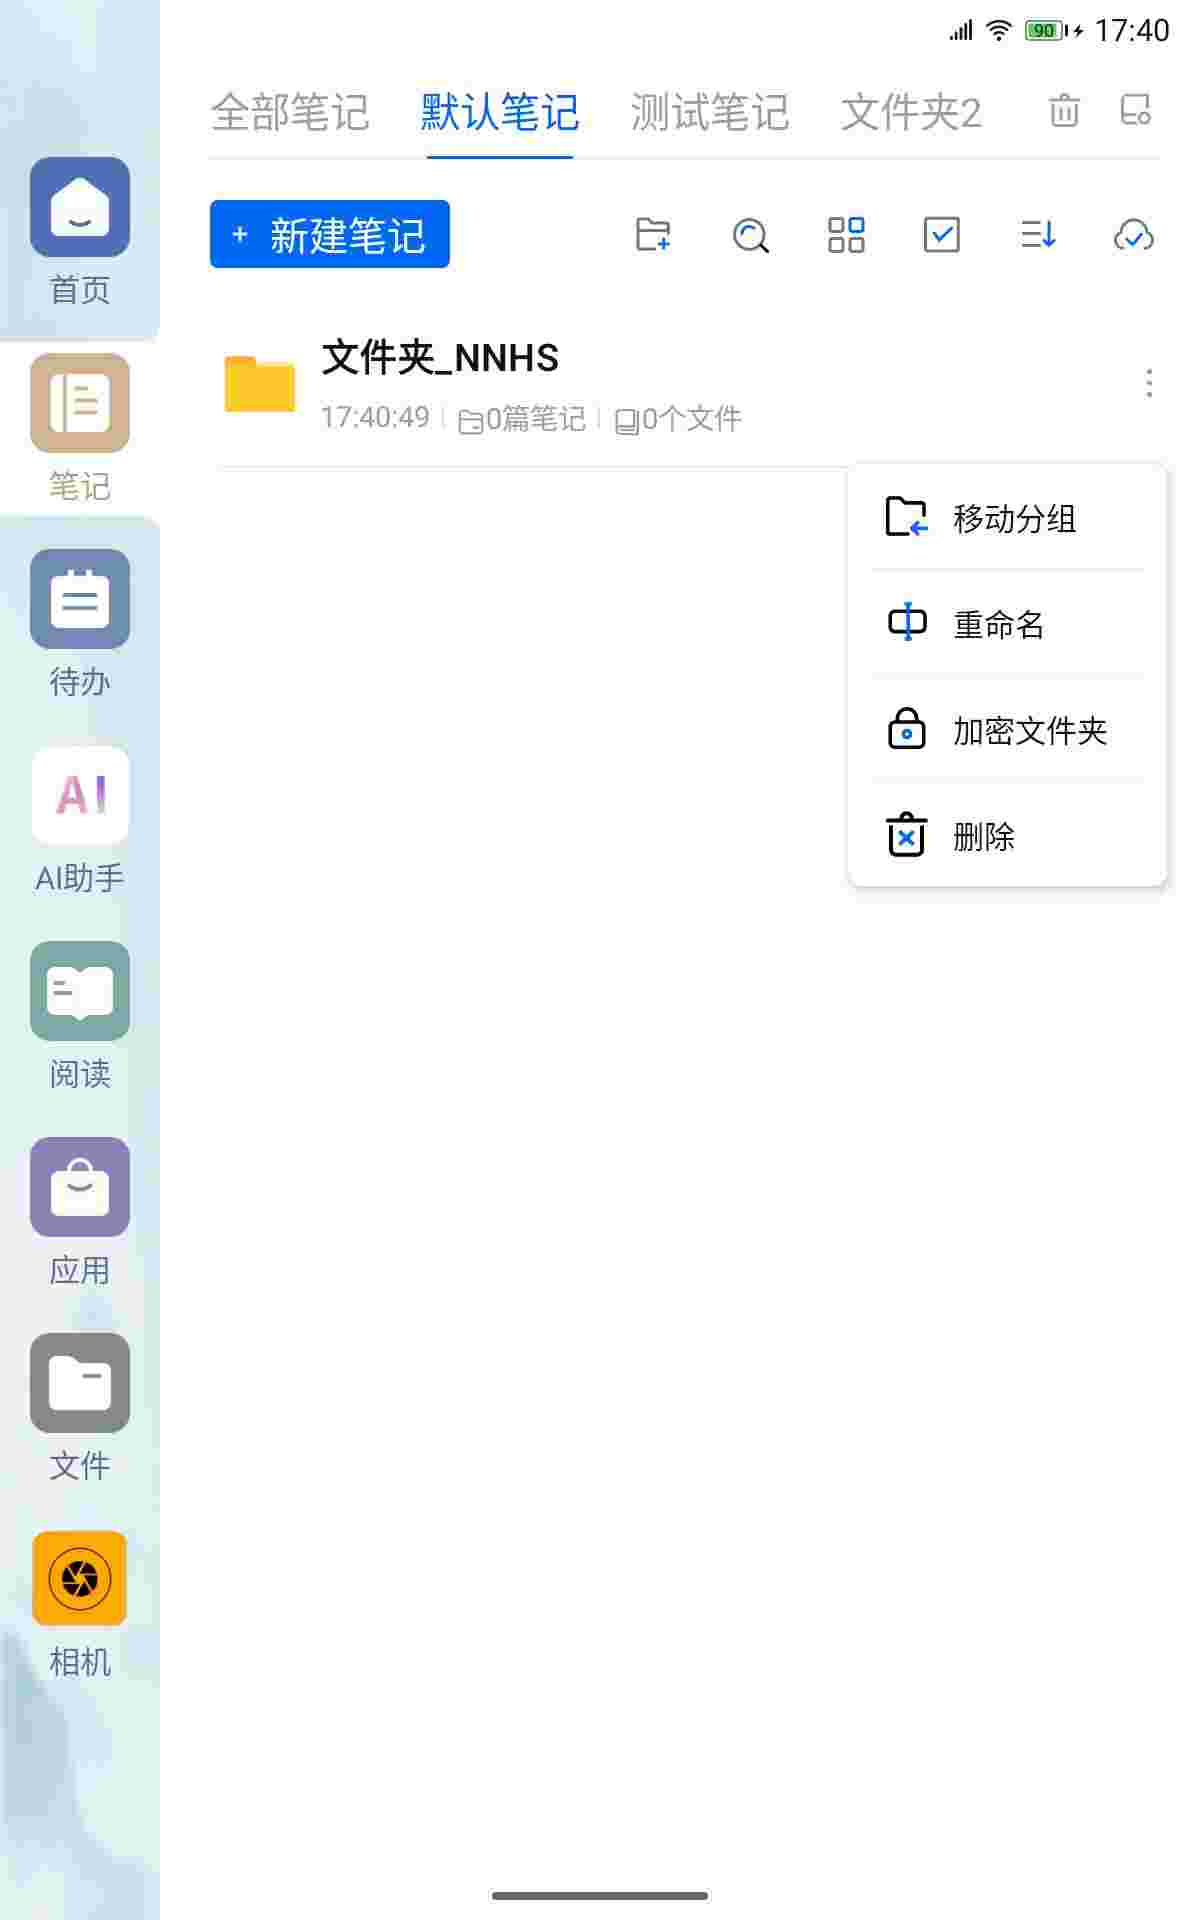 90 17:40
全部笔记 默认笔记 测试笔记 文件夹2
+ 新建笔记
文件夹_NNHS
17:40:49 0篇笔记 0个文件
移动分组
重命名
加密文件夹
删除
首页
笔记
待办
AI
AI助手
阅读
应用
文件
相机